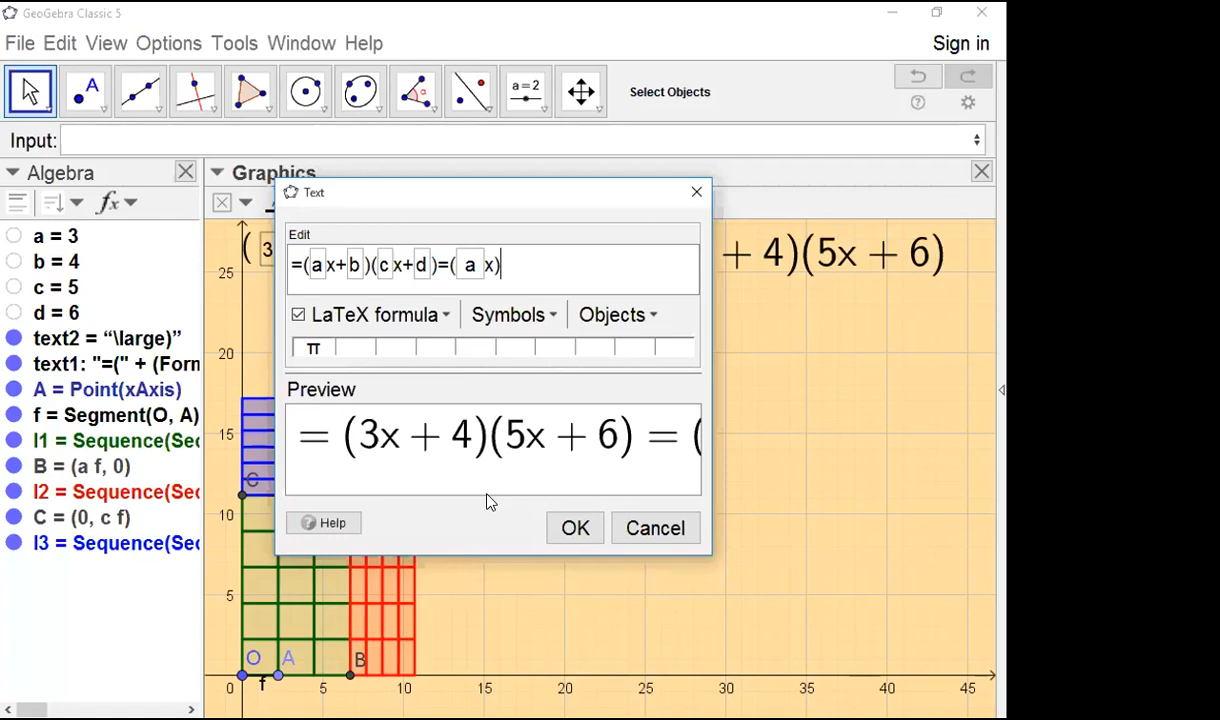 GeoGebra Classic 5
File Edit View Options Tools Window Help
Sign in
A
a=2
Select Objects
Input:
Algebra
Graphics
fx
a = 3
b = 4
c = 5
d = 6
text2 = “\large)”
text1: "=(" + (Form
A = Point(xAxis)
f = Segment(O, A)
l1 = Sequence(Sec
B = (a f, 0)
l2 = Sequence(Sec
C = (0, c f)
l3 = Sequence(Sec
( 3
+ 4)(5x + 6)
Text
Edit
=(ax+b)(cx+d)=( a x)
LaTeX formula
Symbols
Objects
π
Preview
= (3x + 4)(5x + 6) = (
Help
OK
Cancel
25
20
15
10
5
C
O
A
B
f
0 5 10 15 20 25 30 35 40 45